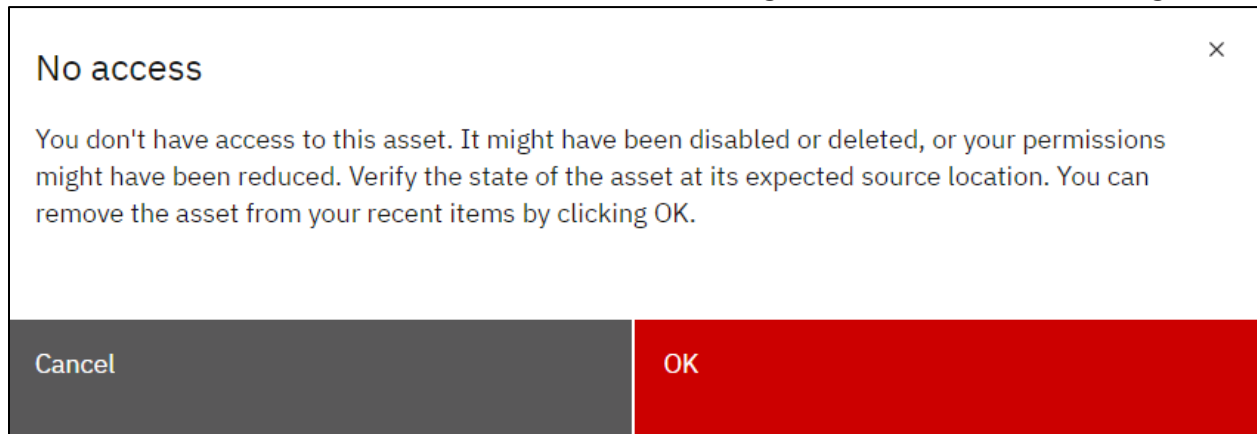 No access
You don't have access to this asset. It might have been disabled or deleted, or your permissions
might have been reduced. Verify the state of the asset at its expected source location. You can
remove the asset from your recent items by clicking OK.
Cancel
OK